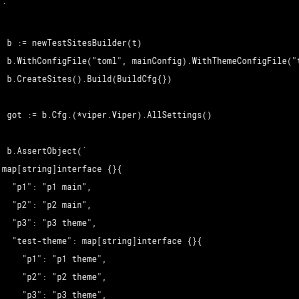 `
b := newTestSitesBuilder(t)
b.WithConfigFile("toml", mainConfig).WithThemeConfigFile("t
b.CreateSites().Build(BuildCfg{})
got := b.Cfg.(*viper.Viper).AllSettings()
b.AssertObject(`
map[string]interface {}{
"p1": "p1 main",
"p2": "p2 main",
"p3": "p3 theme",
"test-theme": map[string]interface {}{
"p1": "p1 theme",
"p2": "p2 theme",
"p3": "p3 theme",